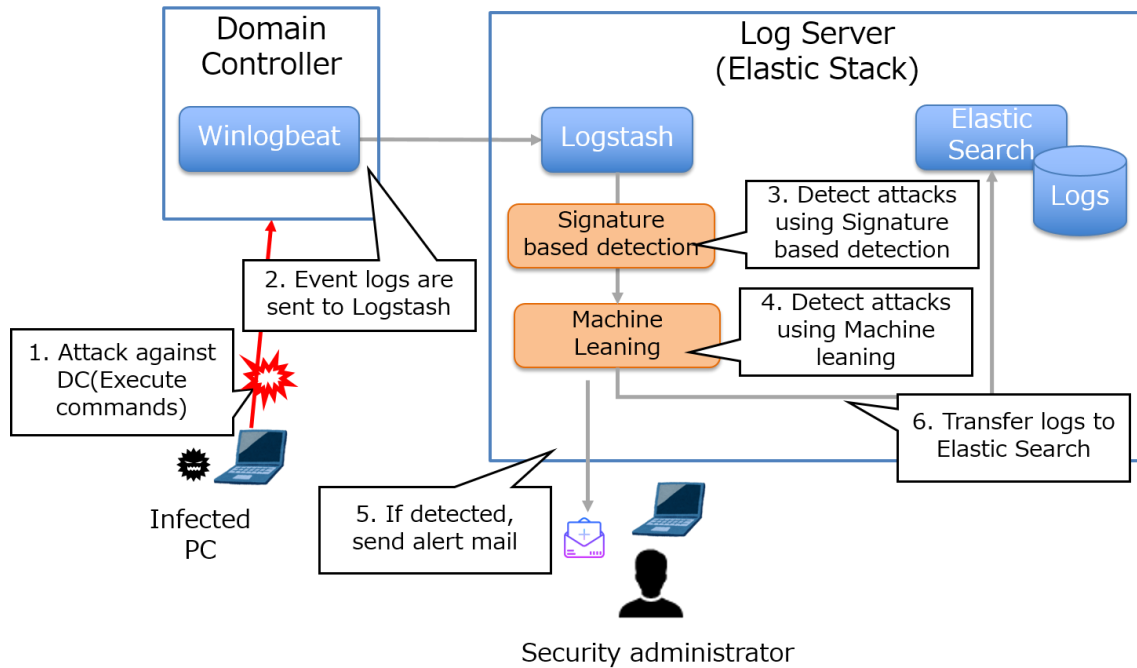 Domain
Controller
Winlogbeat
Log Server
(Elastic Stack)
Logstash
Elastic
Search
Logs
Signature
based detection
3. Detect attacks
using Signature
based detection
2. Event logs are
sent to Logstash
Machine
Leaning
4. Detect attacks
using Machine
leaning
1. Attack against
DC(Execute
commands)
6. Transfer logs to
Elastic Search
Infected
PC
5. If detected,
send alert mail
Security administrator